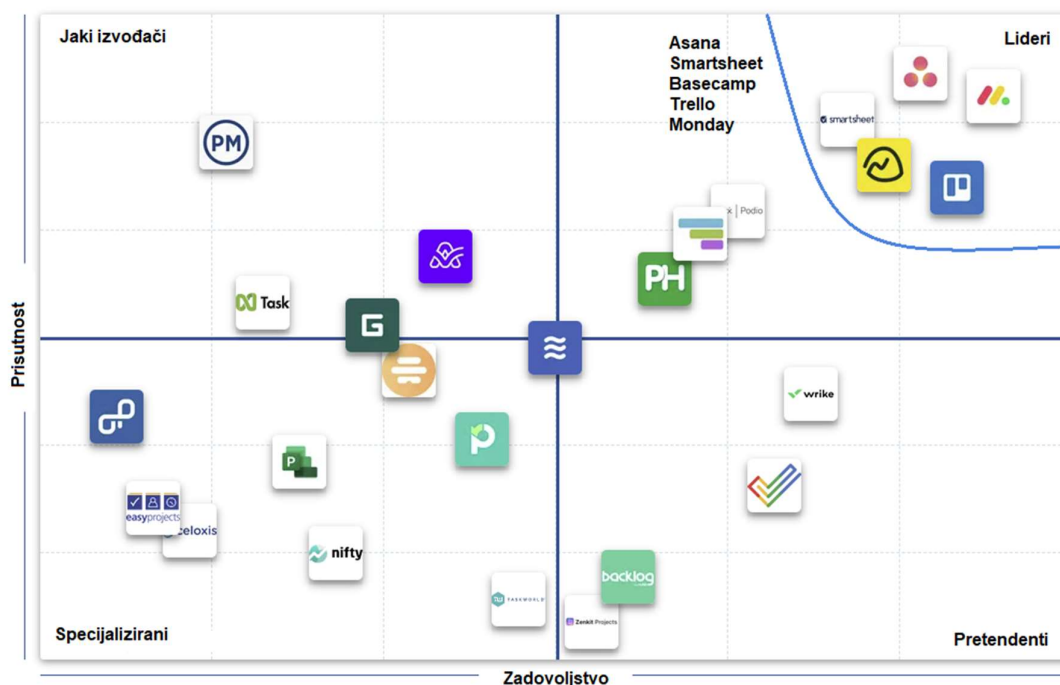 Jaki izvođači
Lideri
Asana
Smartsheet
Basecamp
Trello
Monday
smartsheet
PM
Podio
PH
Task
G
Prisutnost
wrike
P
easyprojects
celoxis
nifty
backlog
TASKWORLD
Zenkit Projects
Specijalizirani
Pretendenti
Zadovoljstvo